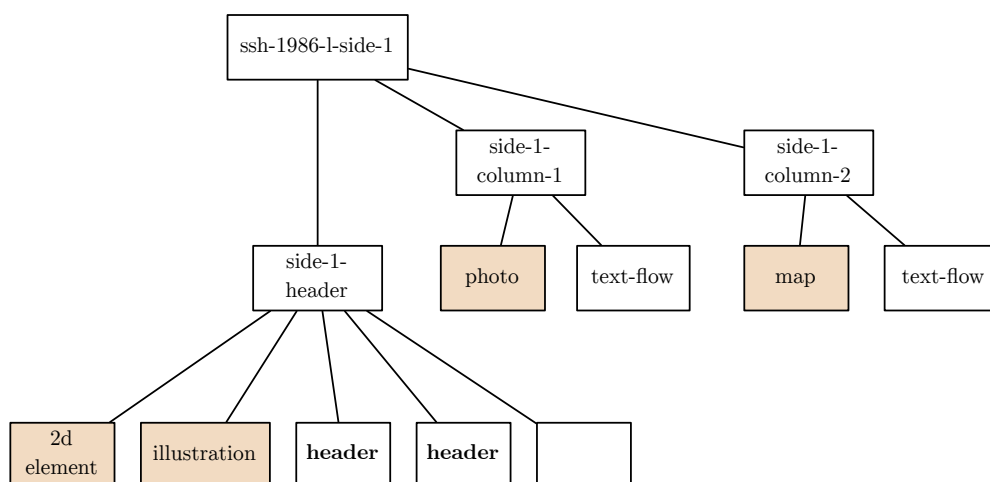 ssh-1986-l-side-1
side-1-
column-1
side-1-
column-2
side-1-
header
photo
text-flow
map
text-flow
2d
element
illustration
header
header